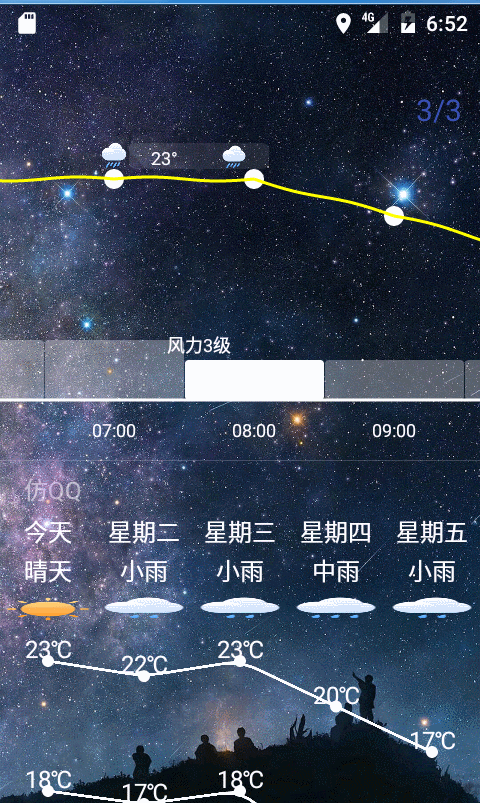 4G 6:52
3/3
23°
风力3级
07:00 08:00 09:00
仿QQ
今天 星期二 星期三 星期四 星期五
晴天 小雨 小雨 中雨 小雨
23℃ 22℃ 23℃ 20℃ 17℃
18℃ 17℃ 18℃